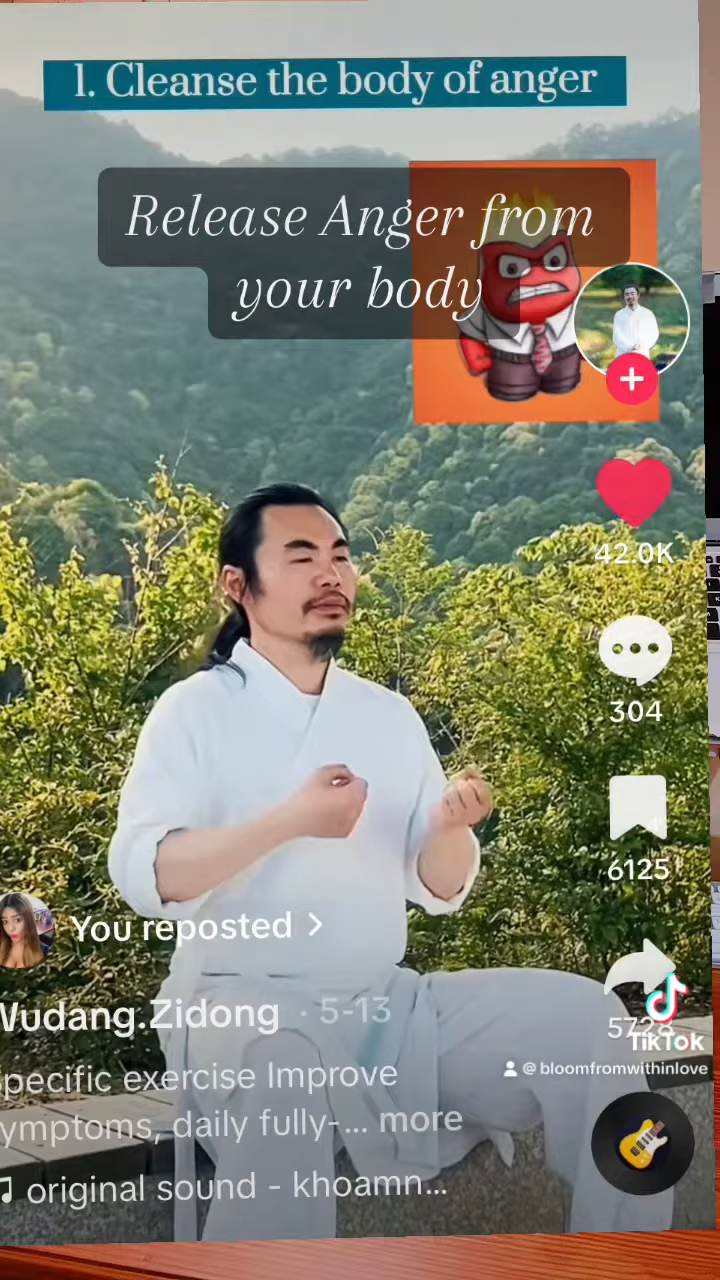 1. Cleanse the body of anger
Release Anger from
your body
42.0K
304
6125
You reposted
Wudang.Zidong · 5-13
pecific exercise Improve
ymptoms, daily fully-... more
original sound - khoamn...
5728
TikTok
@bloomfromwithinlove